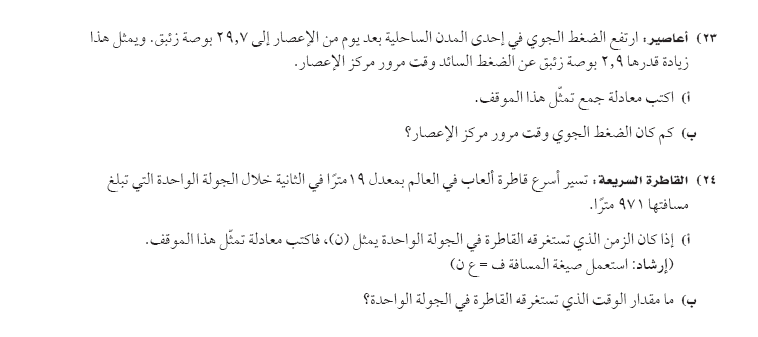 ٢٣) أعاصير: ارتفع الضغط الجوي في إحدى المدن الساحلية بعد يوم من الإعصار إلى ٢٩,٧ بوصة زئبق. ويمثل هذا
زيادة قدرها ٢,٩ بوصة زئبق عن الضغط السائد وقت مرور مركز الإعصار.
أ) اكتب معادلة جمع تمثّل هذا الموقف.
ب) كم كان الضغط الجوي وقت مرور مركز الإعصار؟
٢٤) القاطرة السريعة: تسير أسرع قاطرة ألعاب في العالم بمعدل ١٩مترًا في الثانية خلال الجولة الواحدة التي تبلغ
مسافتها ٩٧١ مترًا.
أ) إذا كان الزمن الذي تستغرقه القاطرة في الجولة الواحدة يمثل (ن)، فاكتب معادلة تمثّل هذا الموقف.
(إرشاد: استعمل صيغة المسافة ف = ع ن)
ب) ما مقدار الوقت الذي تستغرقه القاطرة في الجولة الواحدة؟